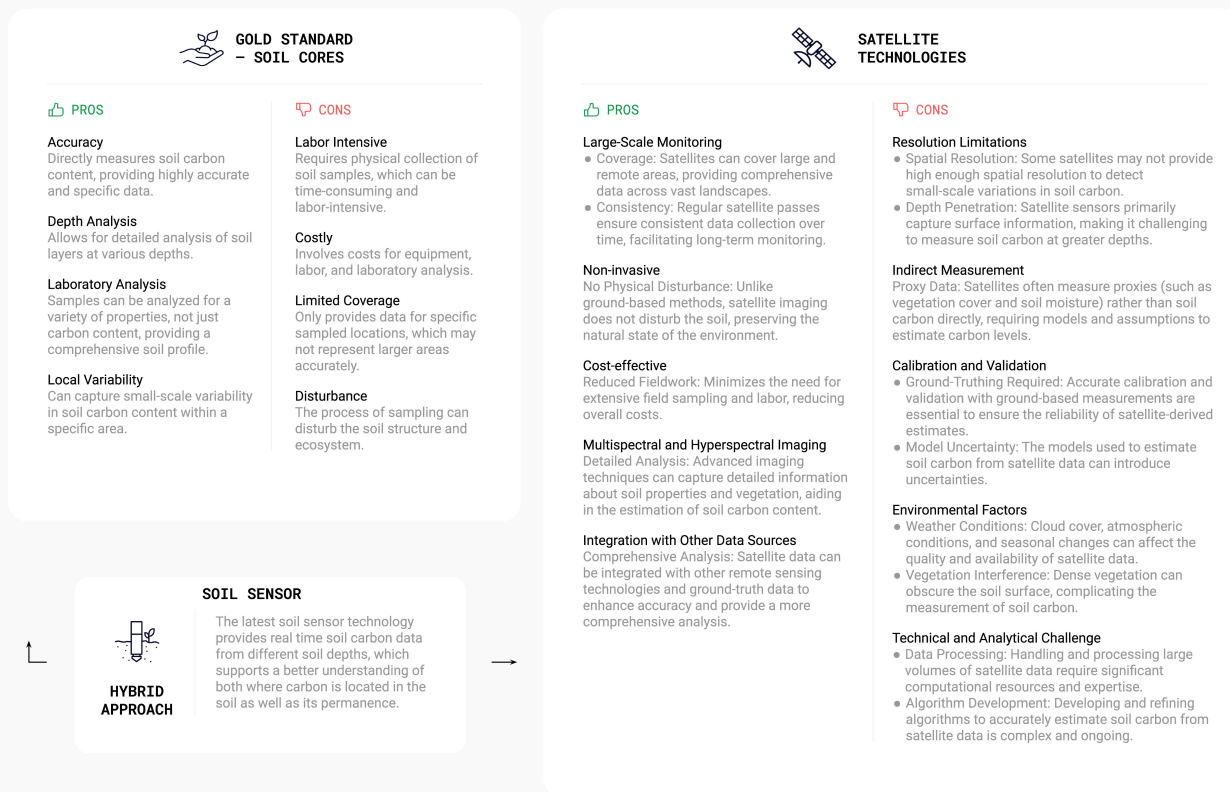 GOLD STANDARD
– SOIL CORES
PROS
Accuracy
Directly measures soil carbon
content, providing highly accurate
and specific data.
Depth Analysis
Allows for detailed analysis of soil
layers at various depths.
Laboratory Analysis
Samples can be analyzed for a
variety of properties, not just
carbon content, providing a
comprehensive soil profile.
Local Variability
Can capture small-scale variability
in soil carbon content within a
specific area.
CONS
Labor Intensive
Requires physical collection of
soil samples, which can be
time-consuming and
labor-intensive.
Costly
Involves costs for equipment,
labor, and laboratory analysis.
Limited Coverage
Only provides data for specific
sampled locations, which may
not represent larger areas
accurately.
Disturbance
The process of sampling can
disturb the soil structure and
ecosystem.
SOIL SENSOR
HYBRID
APPROACH
The latest soil sensor technology
provides real time soil carbon data
from different soil depths, which
supports a better understanding of
both where carbon is located in the
soil as well as its permanence.
SATELLITE
TECHNOLOGIES
PROS
Large-Scale Monitoring
● Coverage: Satellites can cover large and
remote areas, providing comprehensive
data across vast landscapes.
● Consistency: Regular satellite passes
ensure consistent data collection over
time, facilitating long-term monitoring.
Non-invasive
No Physical Disturbance: Unlike
ground-based methods, satellite imaging
does not disturb the soil, preserving the
natural state of the environment.
Cost-effective
Reduced Fieldwork: Minimizes the need for
extensive field sampling and labor, reducing
overall costs.
Multispectral and Hyperspectral Imaging
Detailed Analysis: Advanced imaging
techniques can capture detailed information
about soil properties and vegetation, aiding
in the estimation of soil carbon content.
Integration with Other Data Sources
Comprehensive Analysis: Satellite data can
be integrated with other remote sensing
technologies and ground-truth data to
enhance accuracy and provide a more
comprehensive analysis.
CONS
Resolution Limitations
● Spatial Resolution: Some satellites may not provide
high enough spatial resolution to detect
small-scale variations in soil carbon.
● Depth Penetration: Satellite sensors primarily
capture surface information, making it challenging
to measure soil carbon at greater depths.
Indirect Measurement
Proxy Data: Satellites often measure proxies (such as
vegetation cover and soil moisture) rather than soil
carbon directly, requiring models and assumptions to
estimate carbon levels.
Calibration and Validation
● Ground-Truthing Required: Accurate calibration and
validation with ground-based measurements are
essential to ensure the reliability of satellite-derived
estimates.
● Model Uncertainty: The models used to estimate
soil carbon from satellite data can introduce
uncertainties.
Environmental Factors
● Weather Conditions: Cloud cover, atmospheric
conditions, and seasonal changes can affect the
quality and availability of satellite data.
● Vegetation Interference: Dense vegetation can
obscure the soil surface, complicating the
measurement of soil carbon.
Technical and Analytical Challenge
● Data Processing: Handling and processing large
volumes of satellite data require significant
computational resources and expertise.
● Algorithm Development: Developing and refining
algorithms to accurately estimate soil carbon from
satellite data is complex and ongoing.